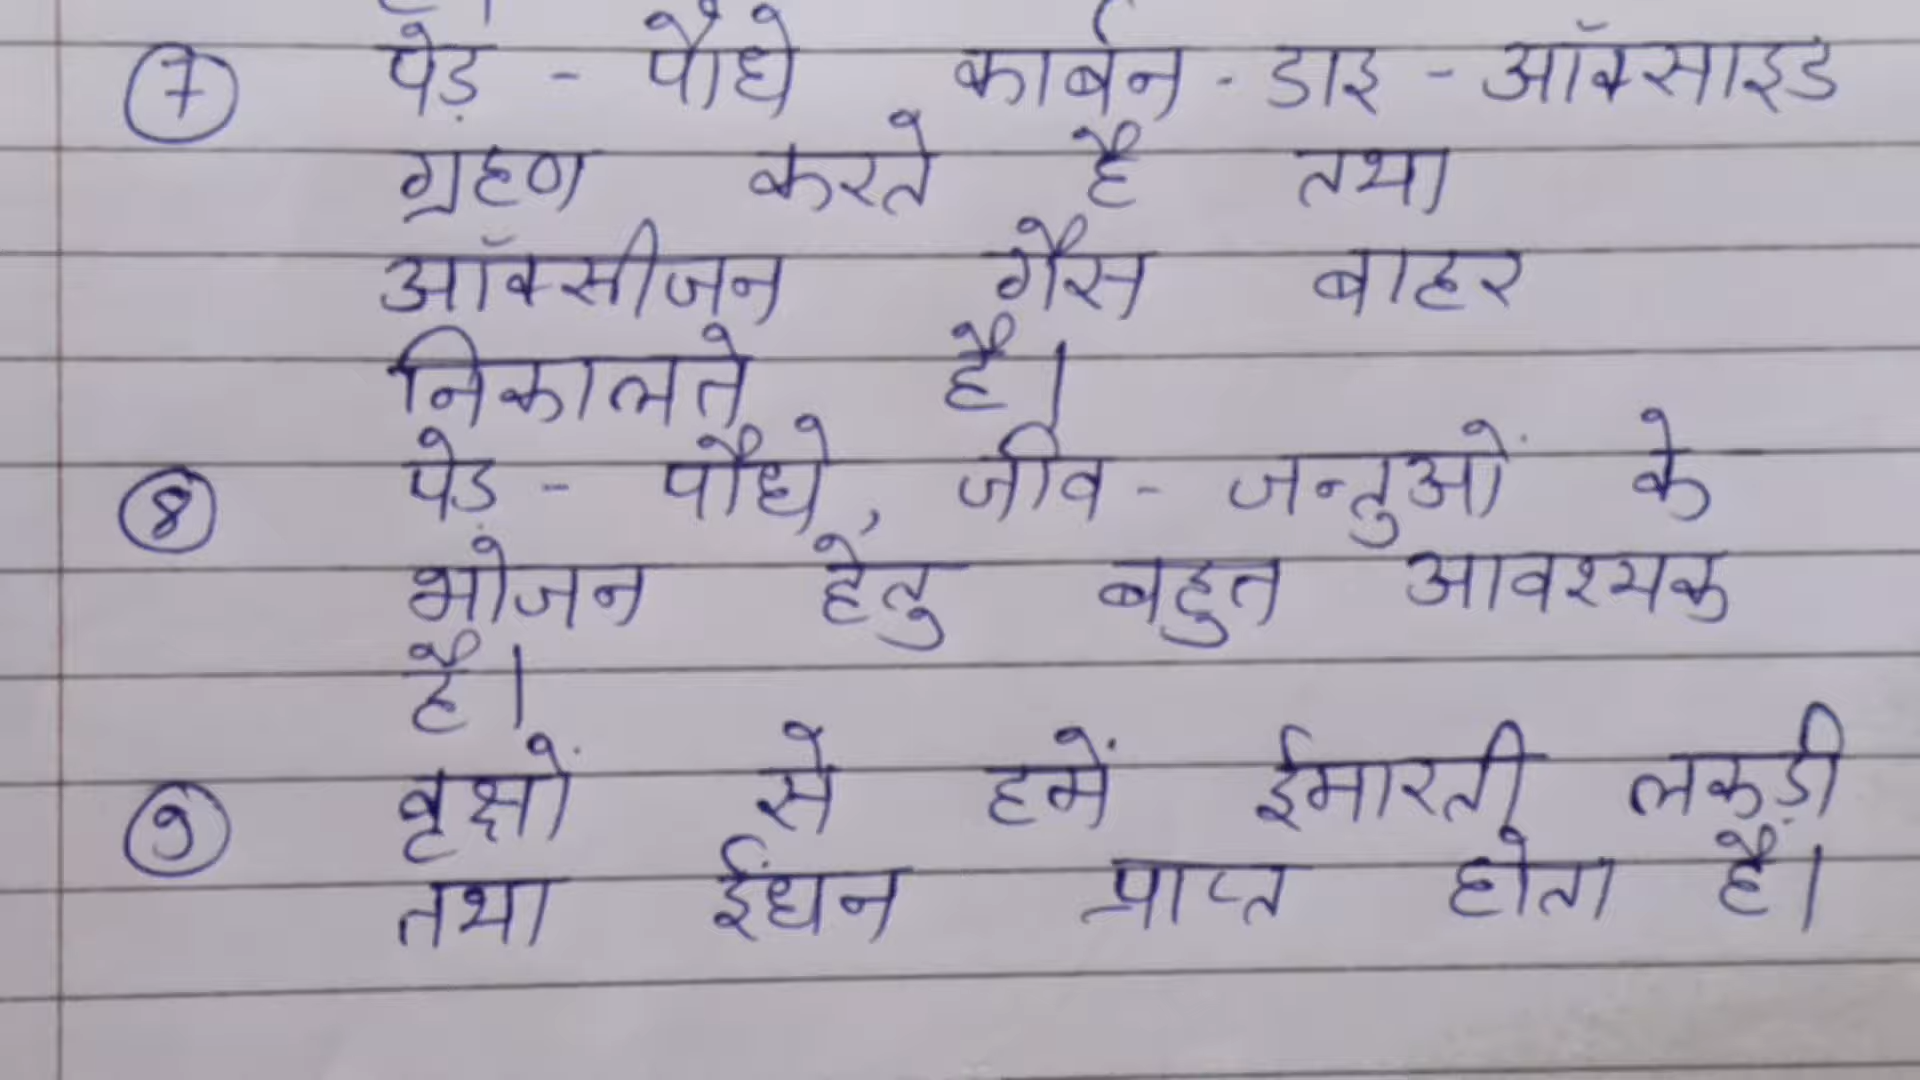 7 पेड़ - पौधे कार्बन - डाइ - ऑक्साइड
ग्रहण करते है तथा
ऑक्सीजन गैस बाहर
निकालते है।
8 पेड़ - पौधे, जीव - जन्तुओं के
भोजन हेतु बहुत आवश्यक
है।
9 वृक्षों से हमें ईमारती लकड़ी
तथा ईंधन प्राप्त होता है।